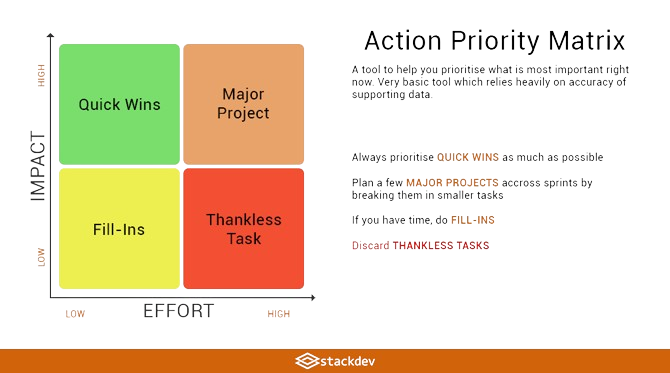 Action Priority Matrix
A tool to help you prioritise what is most important right
now. Very basic tool which relies heavily on accuracy of
supporting data.
Always prioritise QUICK WINS as much as possible
Plan a few MAJOR PROJECTS accross sprints by
breaking them in smaller tasks
If you have time, do FILL-INS
Discard THANKLESS TASKS
IMPACT
HIGH
LOW
Quick Wins
Major
Project
Fill-Ins
Thankless
Task
LOW
EFFORT
HIGH
stackdev